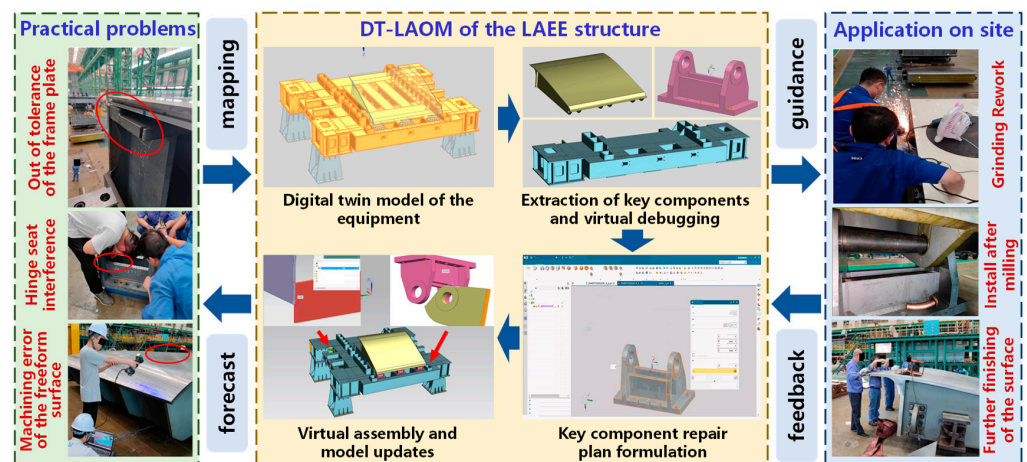 Practical problems
Out of tolerance
of the frame plate
Hinge seat
interference
Machining error
of the freeform
surface
mapping
forecast
DT-LAOM of the LAEE structure
Digital twin model of the
equipment
Extraction of key components
and virtual debugging
Virtual assembly and
model updates
Key component repair
plan formulation
guidance
feedback
Application on site
Grinding Rework
Install after
milling
Further finishing
of the surface